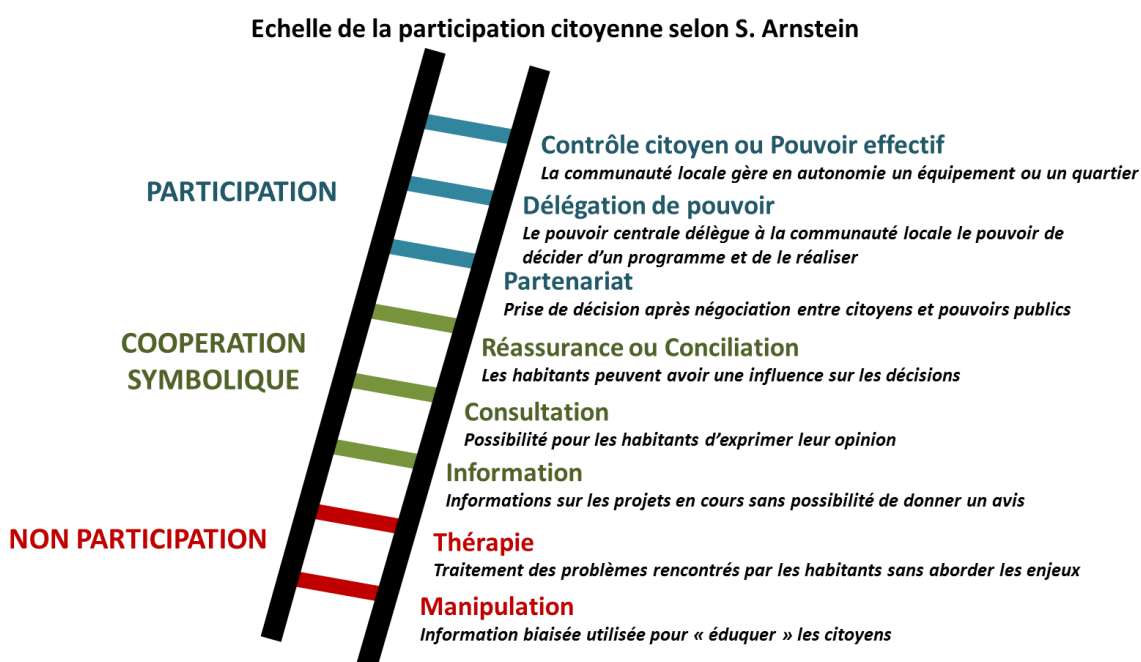 Echelle de la participation citoyenne selon S. Arnstein
PARTICIPATION
Contrôle citoyen ou Pouvoir effectif
La communauté locale gère en autonomie un équipement ou un quartier
Délégation de pouvoir
Le pouvoir centrale délègue à la communauté locale le pouvoir de
décider d'un programme et de le réaliser
Partenariat
Prise de décision après négociation entre citoyens et pouvoirs publics
COOPERATION
SYMBOLIQUE
Réassurance ou Conciliation
Les habitants peuvent avoir une influence sur les décisions
Consultation
Possibilité pour les habitants d'exprimer leur opinion
Information
Informations sur les projets en cours sans possibilité de donner un avis
NON PARTICIPATION
Thérapie
Traitement des problèmes rencontrés par les habitants sans aborder les enjeux
Manipulation
Information biaisée utilisée pour « éduquer » les citoyens